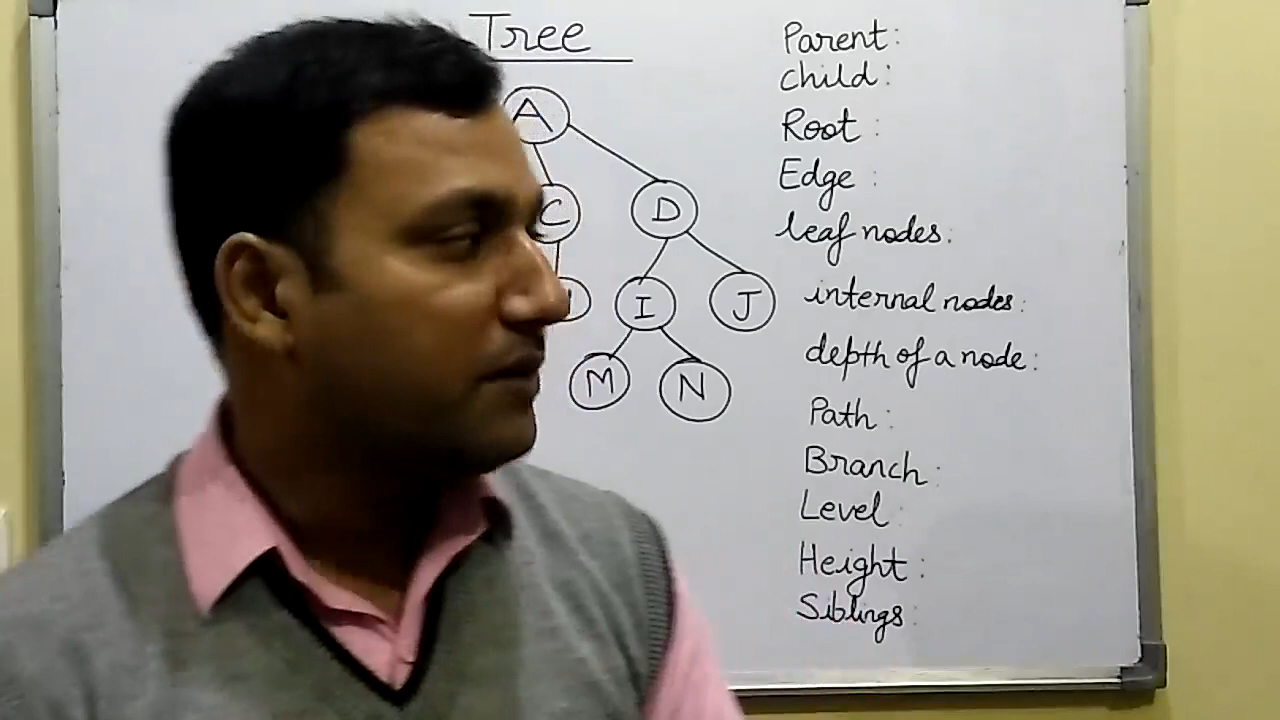 Tree
A
C
D
I
J
M
N
Parent:
child:
Root:
Edge:
leaf nodes:
internal nodes:
depth of a node:
Path:
Branch:
Level:
Height:
Siblings: